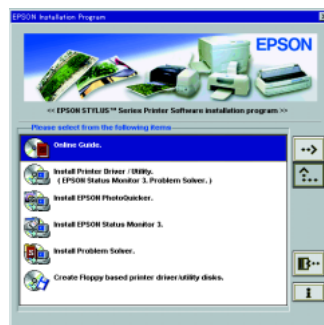 EPSON Installation Program
EPSON
<< EPSON STYLUS™ Series Printer Software installation program >>
Please select from the following items
Online Guide.
Install Printer Driver / Utility.
( EPSON Status Monitor 3. Problem Solver. )
Install EPSON PhotoQuicker.
Install EPSON Status Monitor 3.
Install Problem Solver.
Create Floppy based printer driver/utility disks.